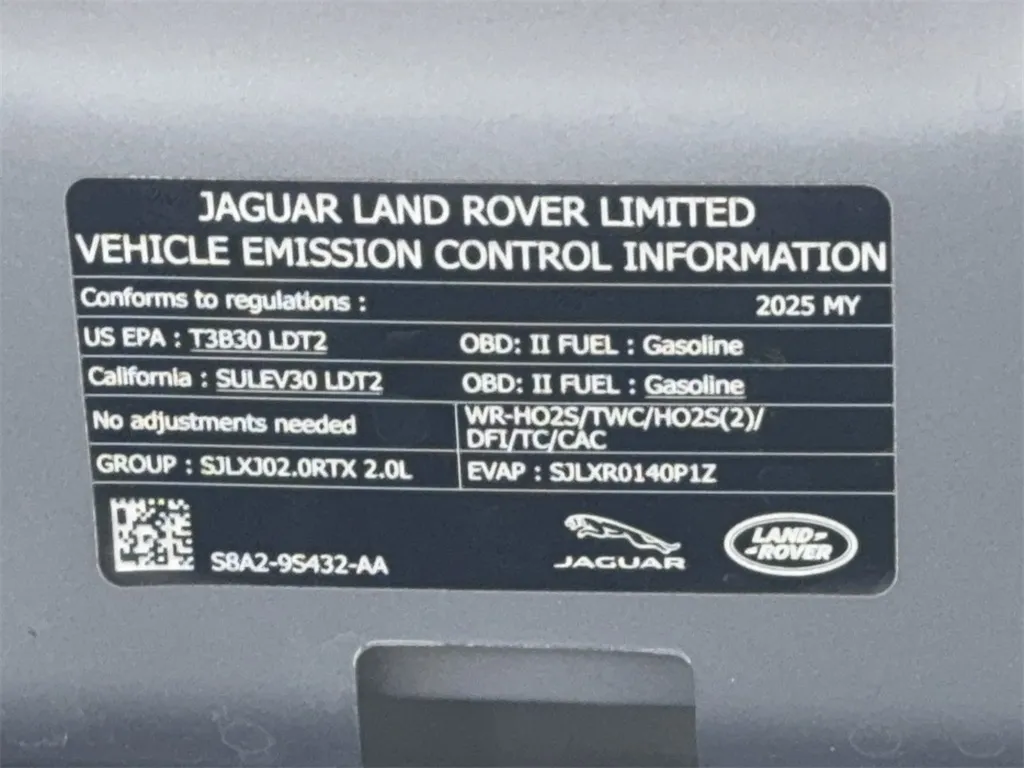 JAGUAR LAND ROVER LIMITED
VEHICLE EMISSION CONTROL INFORMATION
Conforms to regulations : 2025 MY
US EPA : T3B30 LDT2 OBD: II FUEL : Gasoline
California : SULEV30 LDT2 OBD: II FUEL : Gasoline
No adjustments needed WR-HO2S/TWC/HO2S(2)/
DFI/TC/CAC
GROUP : SJLXJ02.0RTX 2.0L EVAP : SJLXR0140P1Z
S8A2-9S432-AA
JAGUAR
LAND-
-ROVER